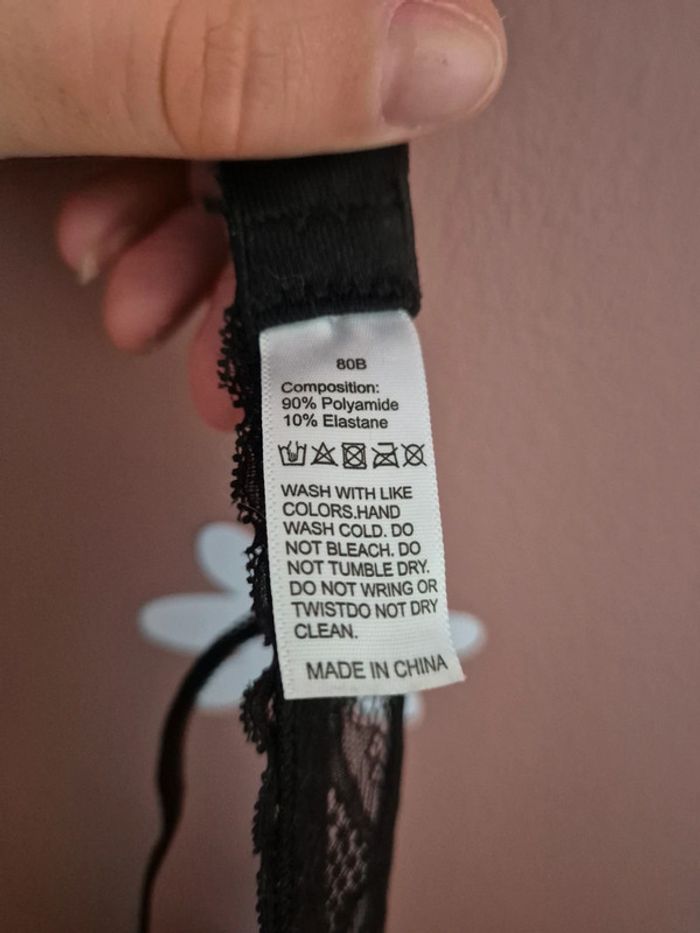 80B
Composition:
90% Polyamide
10% Elastane
WASH WITH LIKE
COLORS.HAND
WASH COLD. DO
NOT BLEACH. DO
NOT TUMBLE DRY.
DO NOT WRING OR
TWISTDO NOT DRY
CLEAN.
MADE IN CHINA